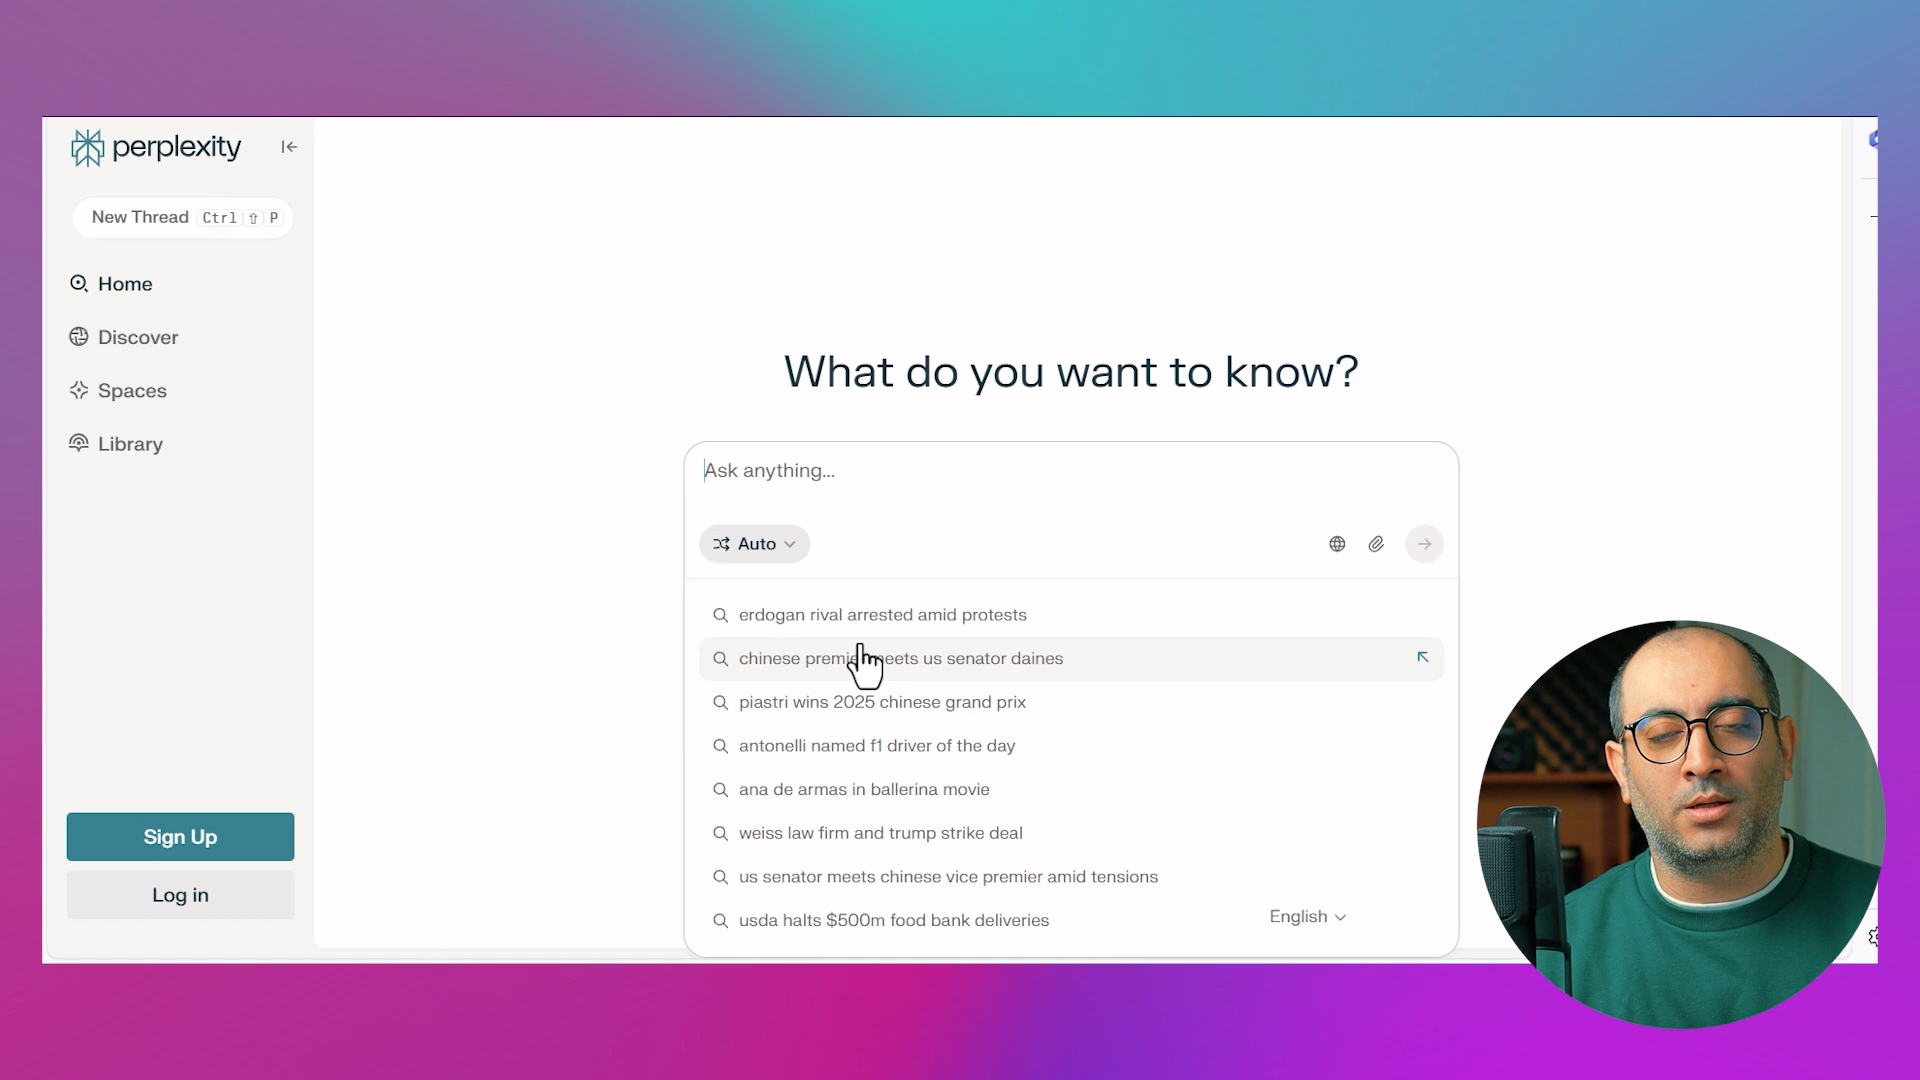 perplexity
New Thread Ctrl ⇧ P
Home
Discover
Spaces
Library
Sign Up
Log in
What do you want to know?
Ask anything...
Auto
erdogan rival arrested amid protests
chinese premie meets us senator daines
piastri wins 2025 chinese grand prix
antonelli named f1 driver of the day
ana de armas in ballerina movie
weiss law firm and trump strike deal
us senator meets chinese vice premier amid tensions
usda halts $500m food bank deliveries
English